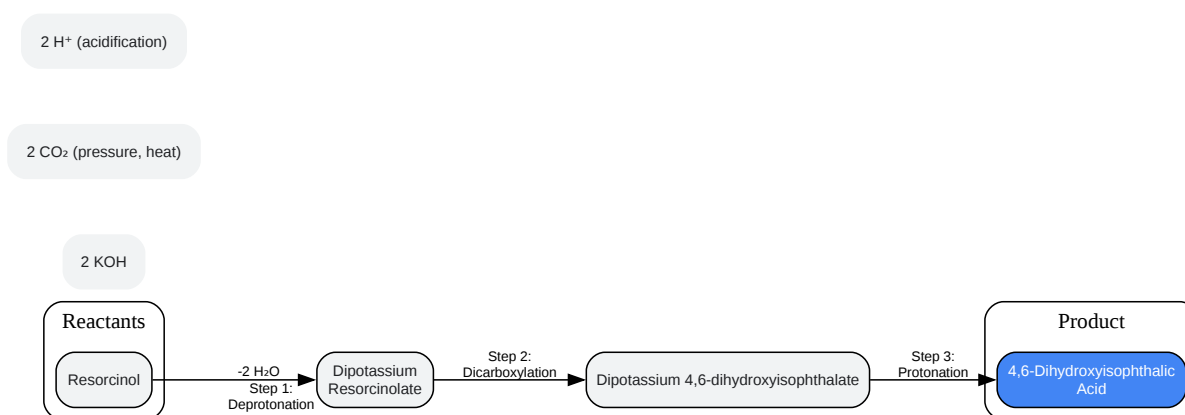 2 H⁺ (acidification)
2 CO₂ (pressure, heat)
2 KOH
Reactants
Resorcinol
-2 H₂O
Step 1:
Deprotonation
Dipotassium
Resorcinolate
Step 2:
Dicarboxylation
Dipotassium 4,6-dihydroxyisophthalate
Step 3:
Protonation
Product
4,6-Dihydroxyisophthalic
Acid